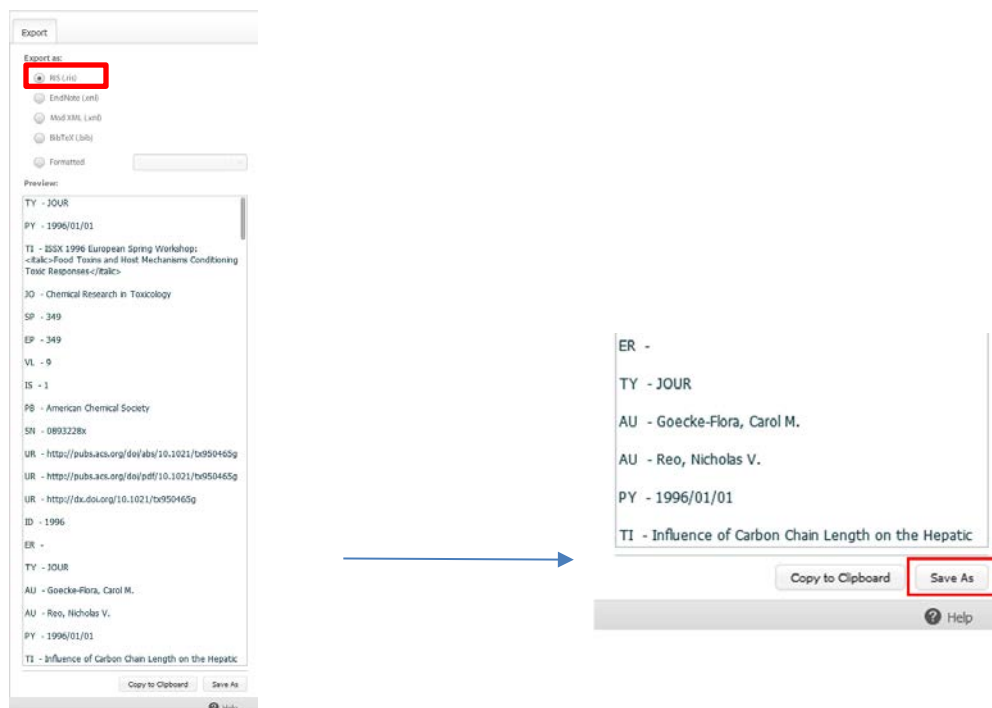 Export
Export as:
RIS (.ris)
EndNote (.enl)
Mod XML (.xml)
BibTeX (.bib)
Formatted
Preview:
TY - JOUR
PY - 1996/01/01
TI - ISSX 1996 European Spring Workshop:
<italic>Food Toxins and Host Mechanisms Conditioning
Toxic Responses</italic>
JO - Chemical Research in Toxicology
SP - 349
EP - 349
VL - 9
IS - 1
PB - American Chemical Society
SN - 0893228x
UR - http://pubs.acs.org/doi/abs/10.1021/tx950465g
UR - http://pubs.acs.org/doi/pdf/10.1021/tx950465g
UR - http://dx.doi.org/10.1021/tx950465g
ID - 1996
ER -
TY - JOUR
AU - Goecke-Flora, Carol M.
AU - Reo, Nicholas V.
PY - 1996/01/01
TI - Influence of Carbon Chain Length on the Hepatic
Copy to Clipboard Save As
Help
ER -
TY - JOUR
AU - Goecke-Flora, Carol M.
AU - Reo, Nicholas V.
PY - 1996/01/01
TI - Influence of Carbon Chain Length on the Hepatic
Copy to Clipboard Save As
Help